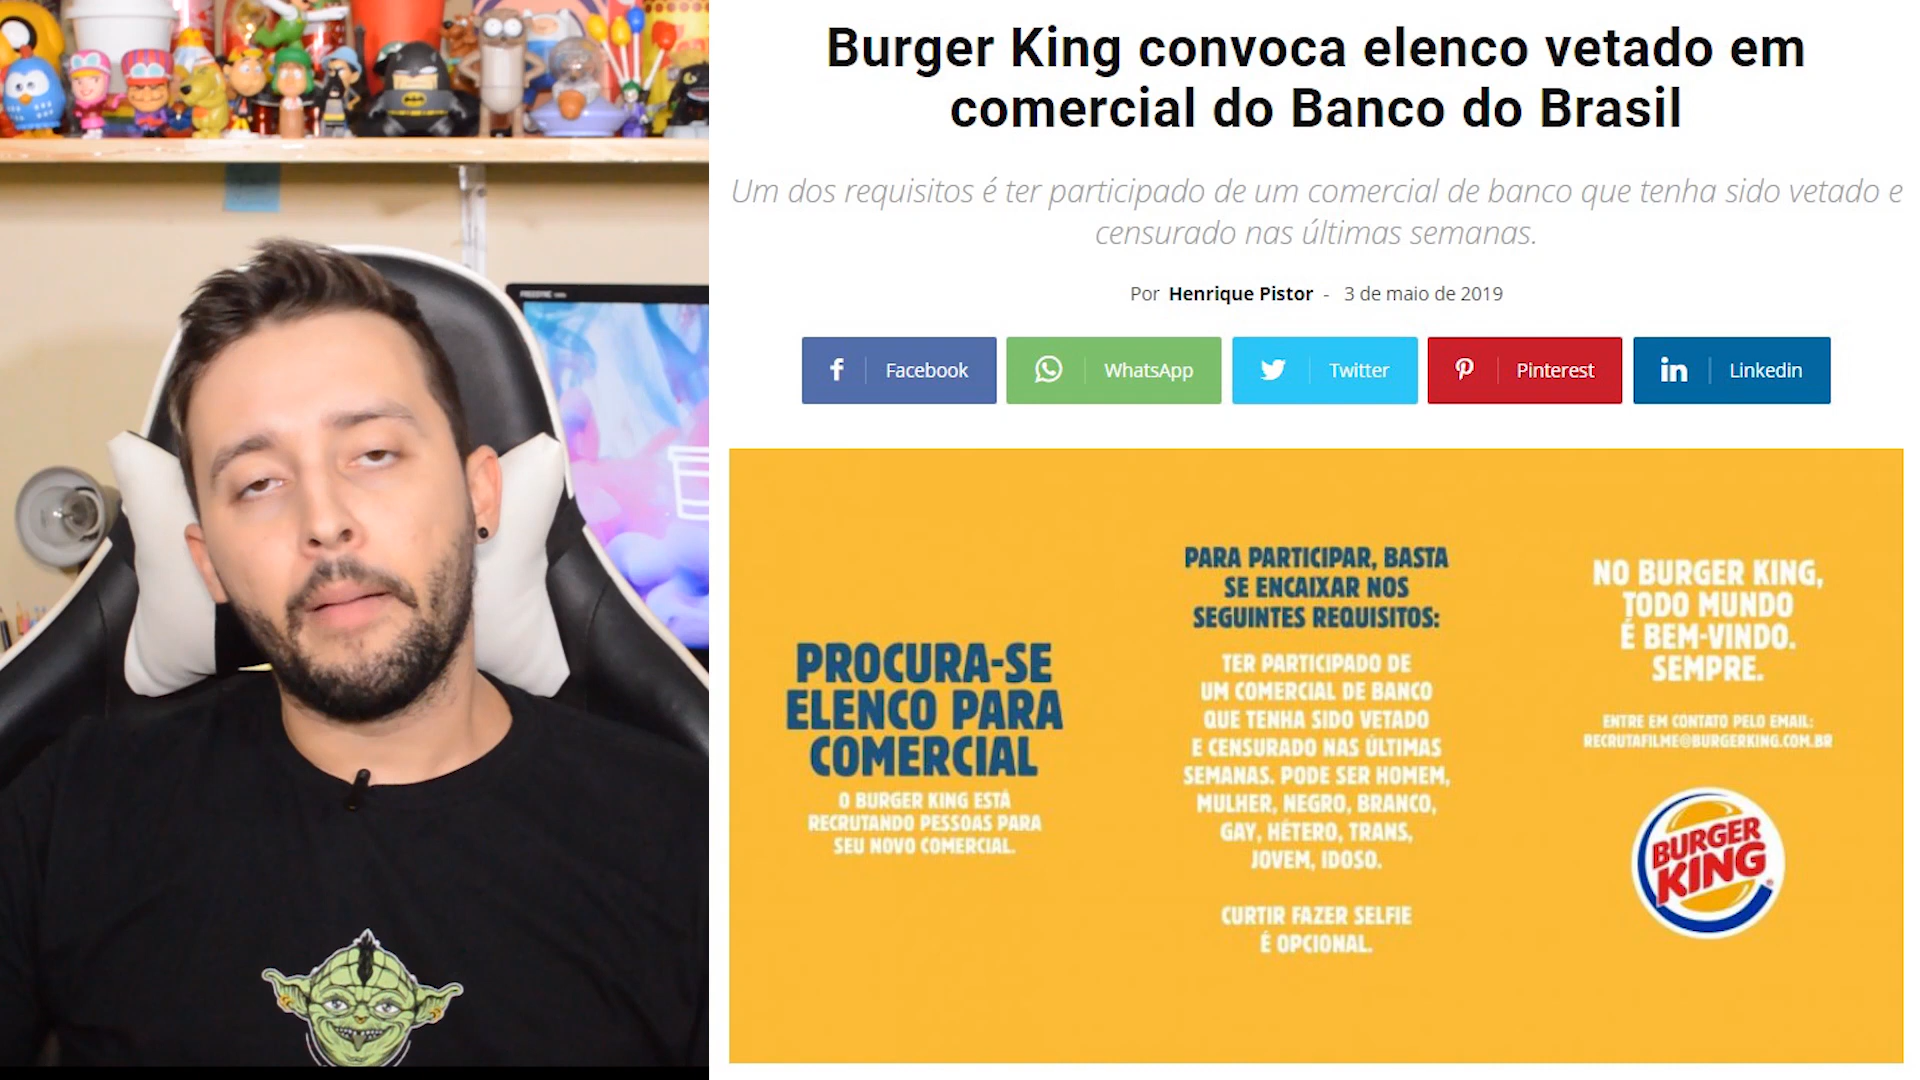 Burger King convoca elenco vetado em
comercial do Banco do Brasil
Um dos requisitos é ter participado de um comercial de banco que tenha sido vetado e
censurado nas últimas semanas.
Por Henrique Pistor - 3 de maio de 2019
Facebook
WhatsApp
Twitter
Pinterest
Linkedin
PROCURA-SE
ELENCO PARA
COMERCIAL
O BURGER KING ESTÁ
RECRUTANDO PESSOAS PARA
SEU NOVO COMERCIAL.
PARA PARTICIPAR, BASTA
SE ENCAIXAR NOS
SEGUINTES REQUISITOS:
TER PARTICIPADO DE
UM COMERCIAL DE BANCO
QUE TENHA SIDO VETADO
E CENSURADO NAS ÚLTIMAS
SEMANAS. PODE SER HOMEM,
MULHER, NEGRO, BRANCO,
GAY, HÉTERO, TRANS,
JOVEM, IDOSO.
CURTIR FAZER SELFIE
É OPCIONAL.
NO BURGER KING,
TODO MUNDO
É BEM-VINDO.
SEMPRE.
ENTRE EM CONTATO PELO EMAIL:
RECRUTAFILME@BURGERKING.COM.BR
BURGER
KING